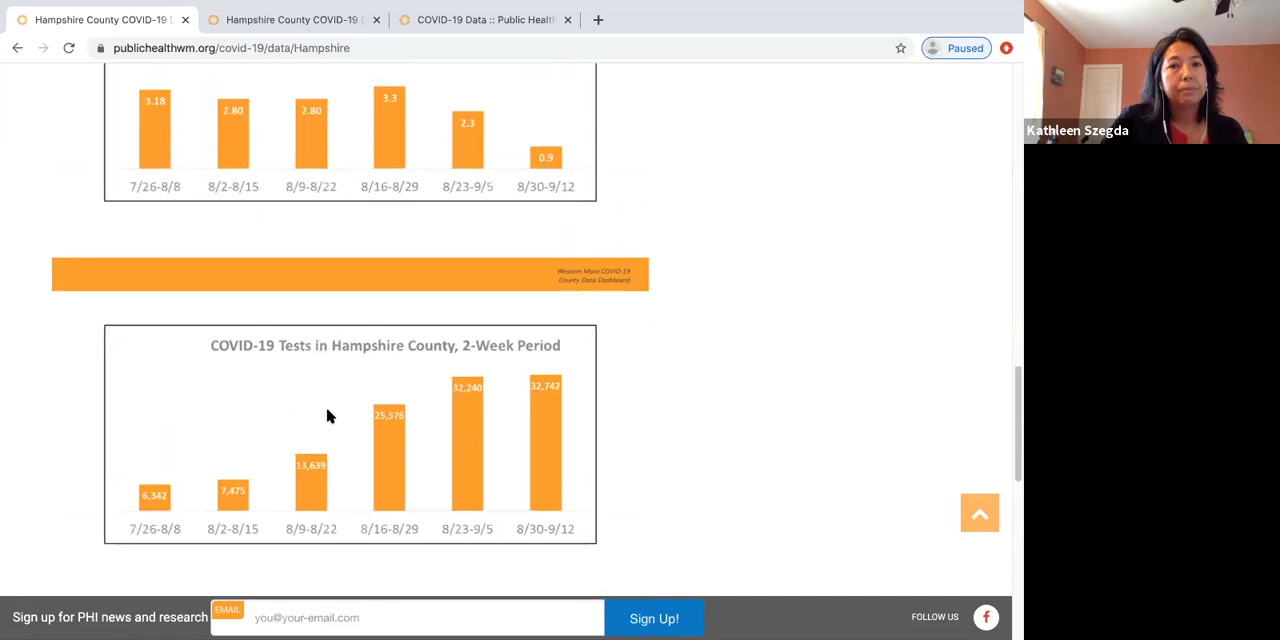 Hampshire County COVID-19 D
Hampshire County COVID-19 D
COVID-19 Data :: Public Health
publichealthwm.org/covid-19/data/Hampshire
Paused
Kathleen Szegda
3.18 2.80 2.80 3.3 2.3 0.9
7/26-8/8 8/2-8/15 8/9-8/22 8/16-8/29 8/23-9/5 8/30-9/12
Western Mass COVID-19
County Data Dashboard
COVID-19 Tests in Hampshire County, 2-Week Period
6,342 7,475 13,639 25,576 32,240 32,742
7/26-8/8 8/2-8/15 8/9-8/22 8/16-8/29 8/23-9/5 8/30-9/12
Sign up for PHI news and research
EMAIL
you@your-email.com
Sign Up!
FOLLOW US